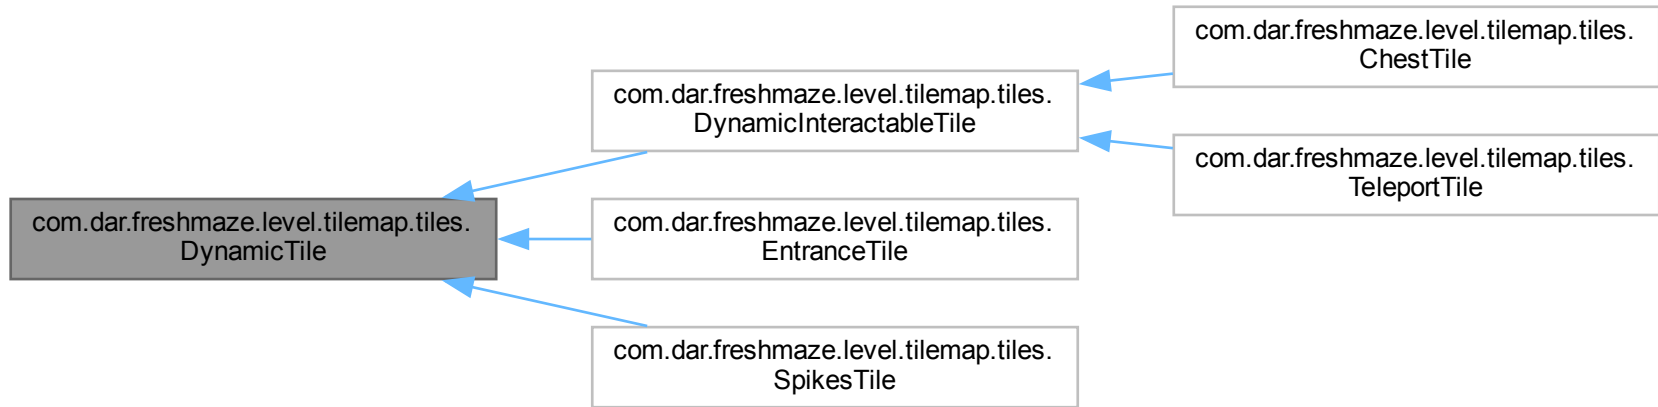 com.dar.freshmaze.level.tilemap.tiles.
DynamicTile
com.dar.freshmaze.level.tilemap.tiles.
DynamicInteractableTile
com.dar.freshmaze.level.tilemap.tiles.
EntranceTile
com.dar.freshmaze.level.tilemap.tiles.
SpikesTile
com.dar.freshmaze.level.tilemap.tiles.
ChestTile
com.dar.freshmaze.level.tilemap.tiles.
TeleportTile